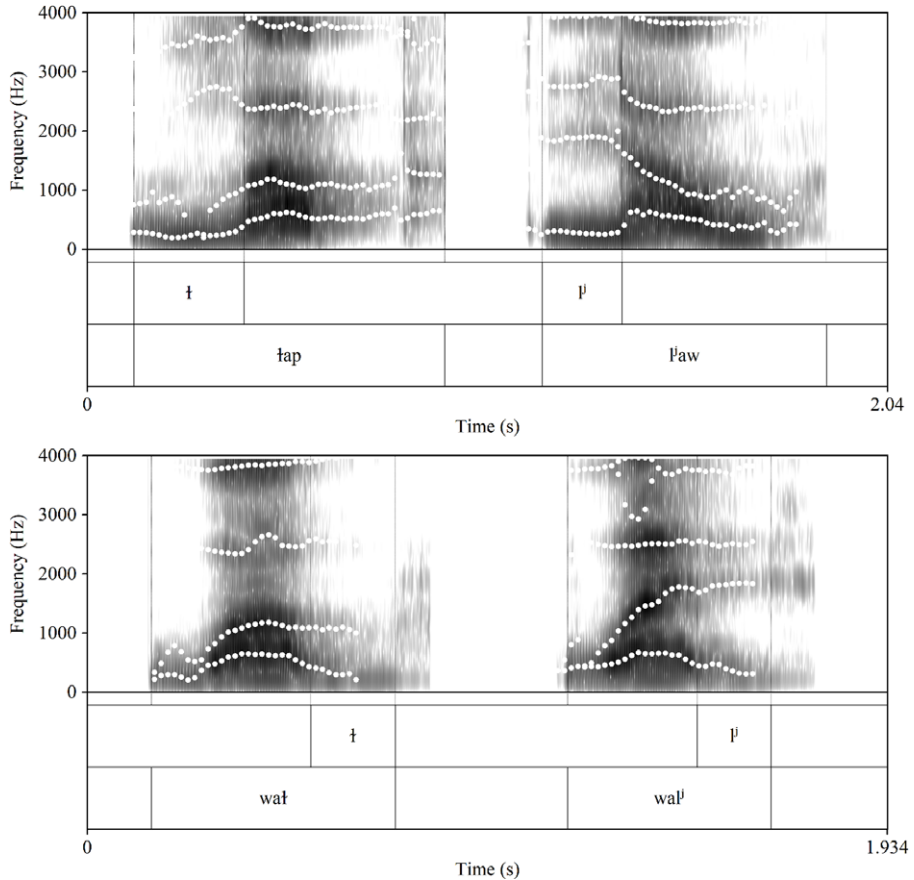 4000
3000
2000
1000
0
Frequency (Hz)
ɫ
lʲ
ɫap
lʲaw
0
2.04
Time (s)
4000
3000
2000
1000
0
Frequency (Hz)
ɫ
lʲ
waɫ
walʲ
0
1.934
Time (s)